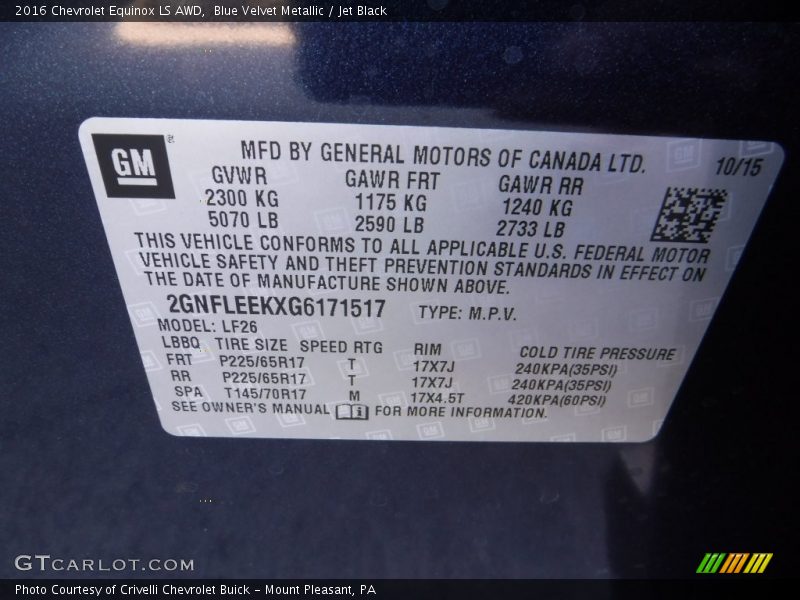 2016 Chevrolet Equinox LS AWD,  Blue Velvet Metallic / Jet Black
GM
MFD BY GENERAL MOTORS OF CANADA LTD.
10/15
GVWR GAWR FRT GAWR RR
2300 KG 1175 KG 1240 KG
5070 LB 2590 LB 2733 LB
THIS VEHICLE CONFORMS TO ALL APPLICABLE U.S. FEDERAL MOTOR
VEHICLE SAFETY AND THEFT PREVENTION STANDARDS IN EFFECT ON
THE DATE OF MANUFACTURE SHOWN ABOVE.
2GNFLEEKXG6171517 TYPE: M.P.V.
MODEL: LF26
LBBQ TIRE SIZE SPEED RTG RIM COLD TIRE PRESSURE
FRT P225/65R17 T 17X7J 240KPA(35PSI)
RR P225/65R17 T 17X7J 240KPA(35PSI)
SPA T145/70R17 M 17X4.5T 420KPA(60PSI)
SEE OWNER'S MANUAL FOR MORE INFORMATION.
GTCARLOT.COM
Photo Courtesy of Crivelli Chevrolet Buick – Mount Pleasant, PA